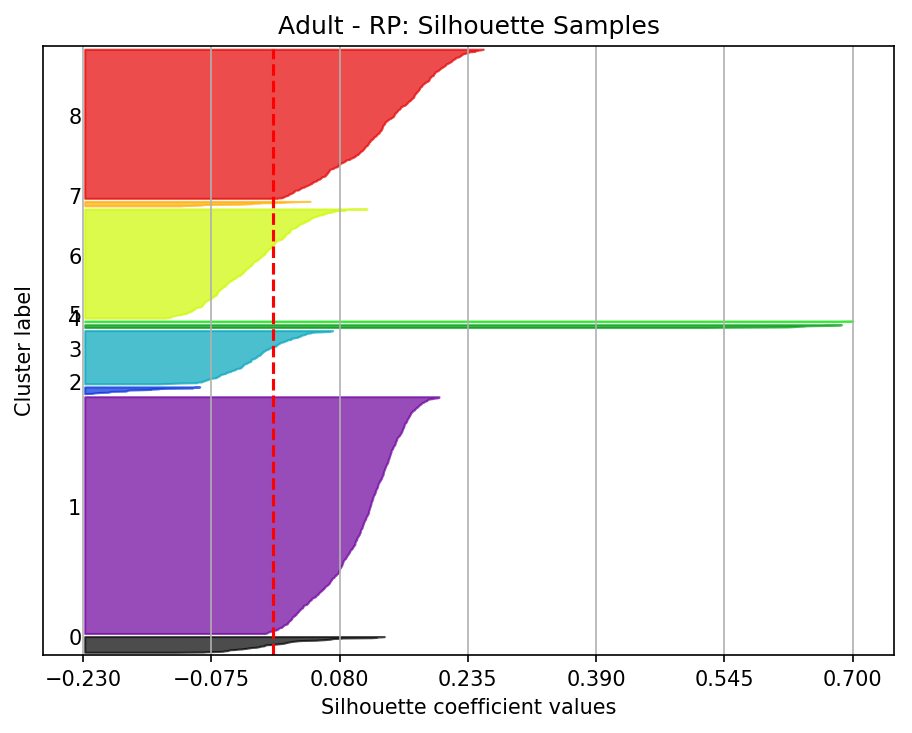 Adult - RP: Silhouette Samples
Cluster label
8
7
6
5
4
3
2
1
0
−0.230 −0.075 0.080 0.235 0.390 0.545 0.700
Silhouette coefficient values